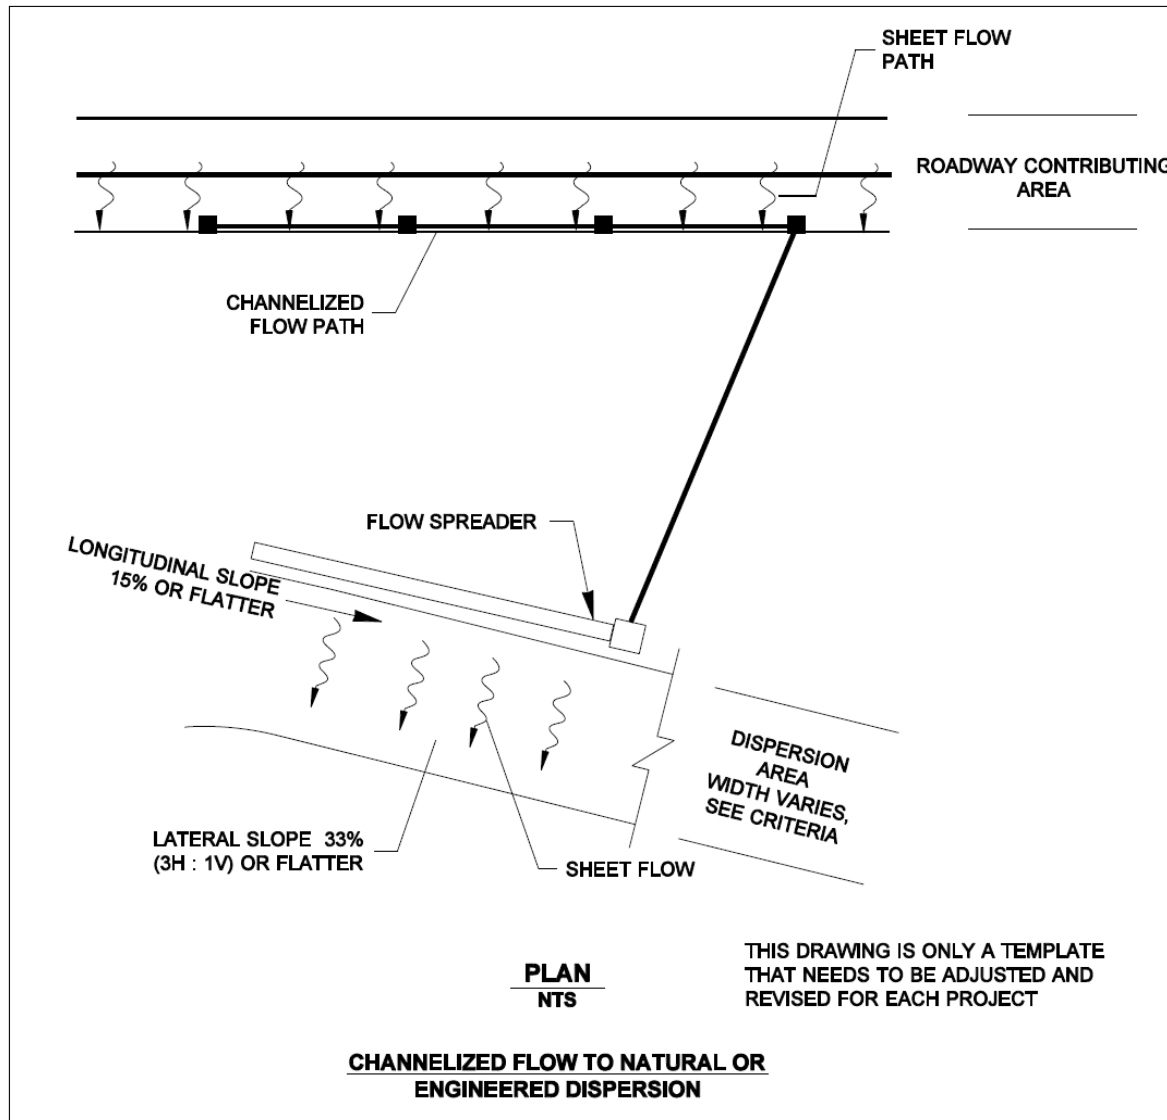 SHEET FLOW
PATH
ROADWAY CONTRIBUTING
AREA
CHANNELIZED
FLOW PATH
FLOW SPREADER
LONGITUDINAL SLOPE
15% OR FLATTER
DISPERSION
AREA
WIDTH VARIES,
SEE CRITERIA
LATERAL SLOPE 33%
(3H : 1V) OR FLATTER
SHEET FLOW
PLAN
NTS
THIS DRAWING IS ONLY A TEMPLATE
THAT NEEDS TO BE ADJUSTED AND
REVISED FOR EACH PROJECT
CHANNELIZED FLOW TO NATURAL OR
ENGINEERED DISPERSION